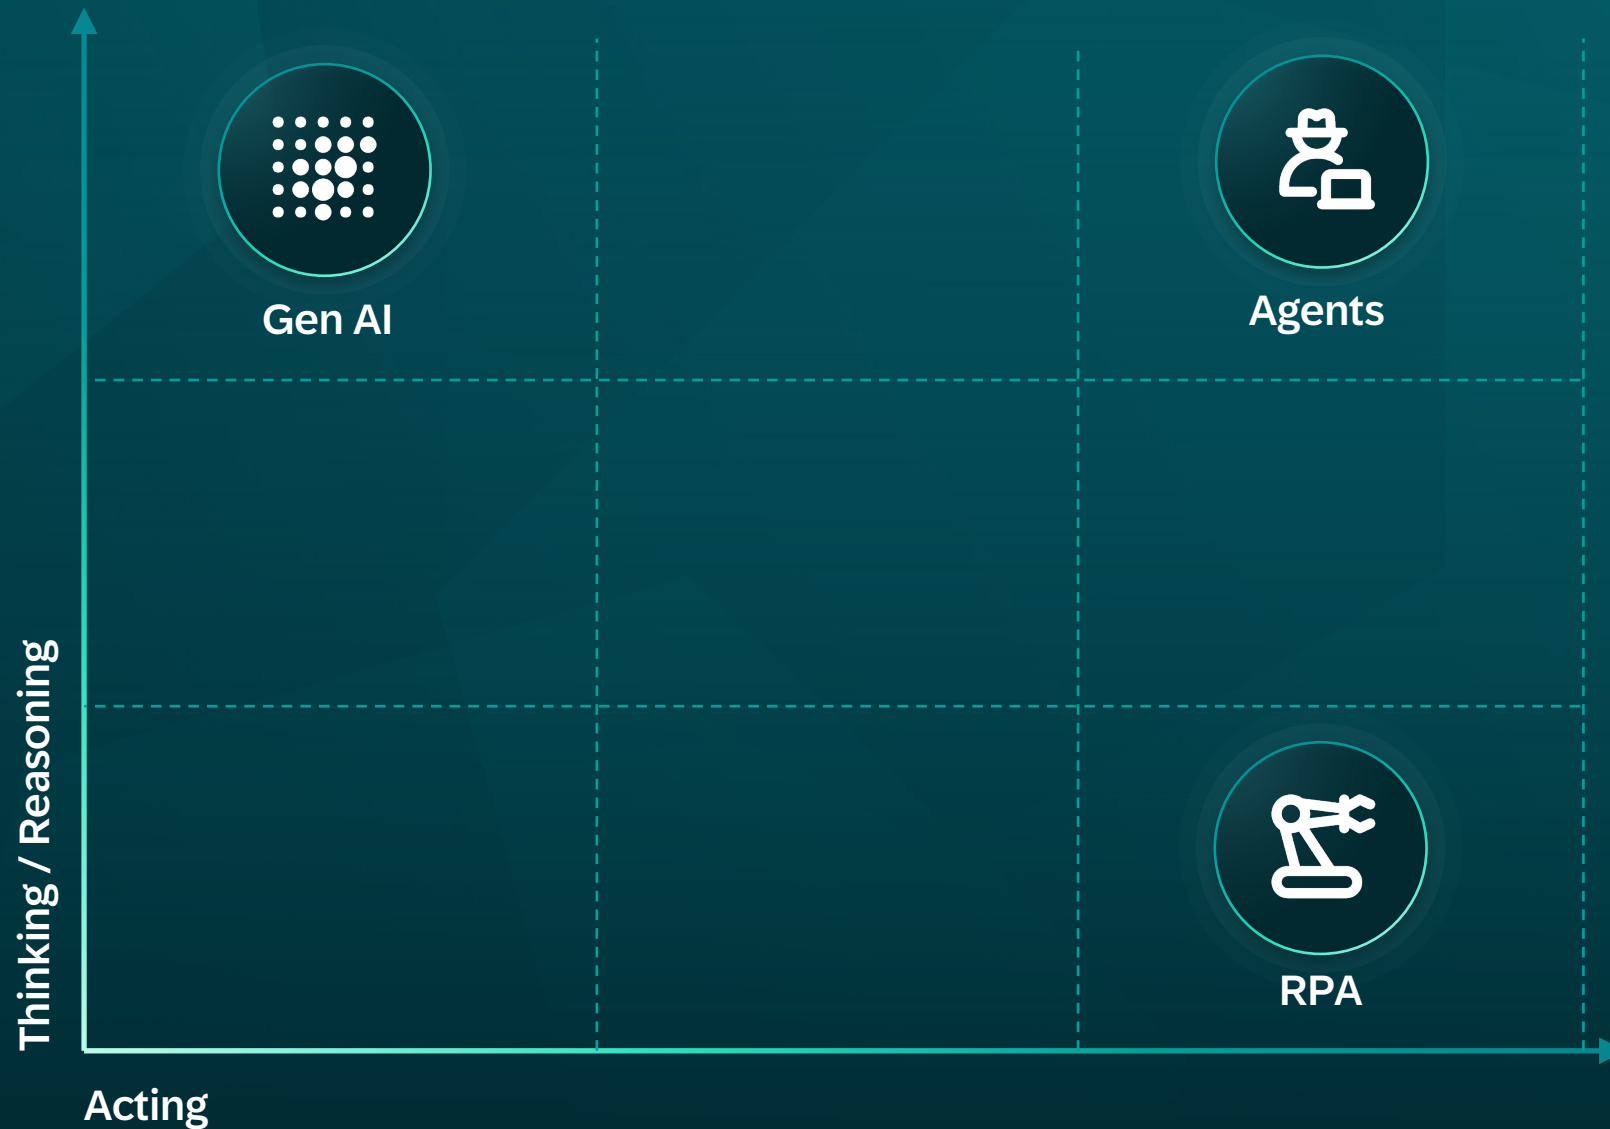 Gen AI
Agents
Thinking / Reasoning
RPA
Acting